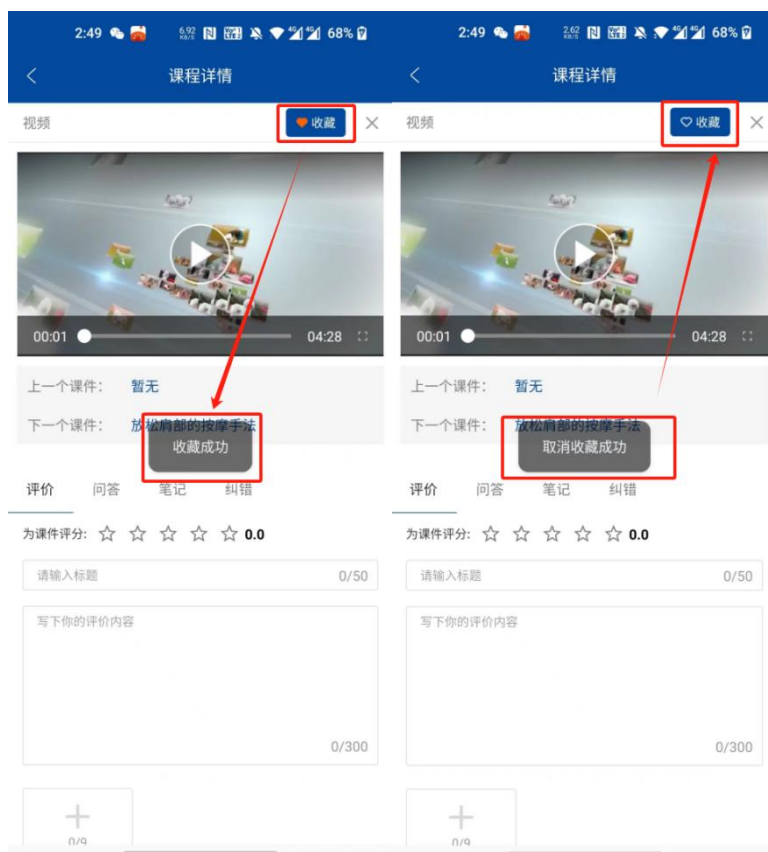 2:49 6.92 KB/S 4G 4G 68%
课程详情
视频 收藏
00:01 04:28
上一个课件： 暂无
下一个课件： 放松肩部的按摩手法
收藏成功
评价 问答 笔记 纠错
为课件评分: 0.0
请输入标题 0/50
写下你的评价内容
0/300
0/9
2:49 2.62 KB/S 4G 4G 68%
课程详情
视频 收藏
00:01 04:28
上一个课件： 暂无
下一个课件： 放松肩部的按摩手法
取消收藏成功
评价 问答 笔记 纠错
为课件评分: 0.0
请输入标题 0/50
写下你的评价内容
0/300
0/9